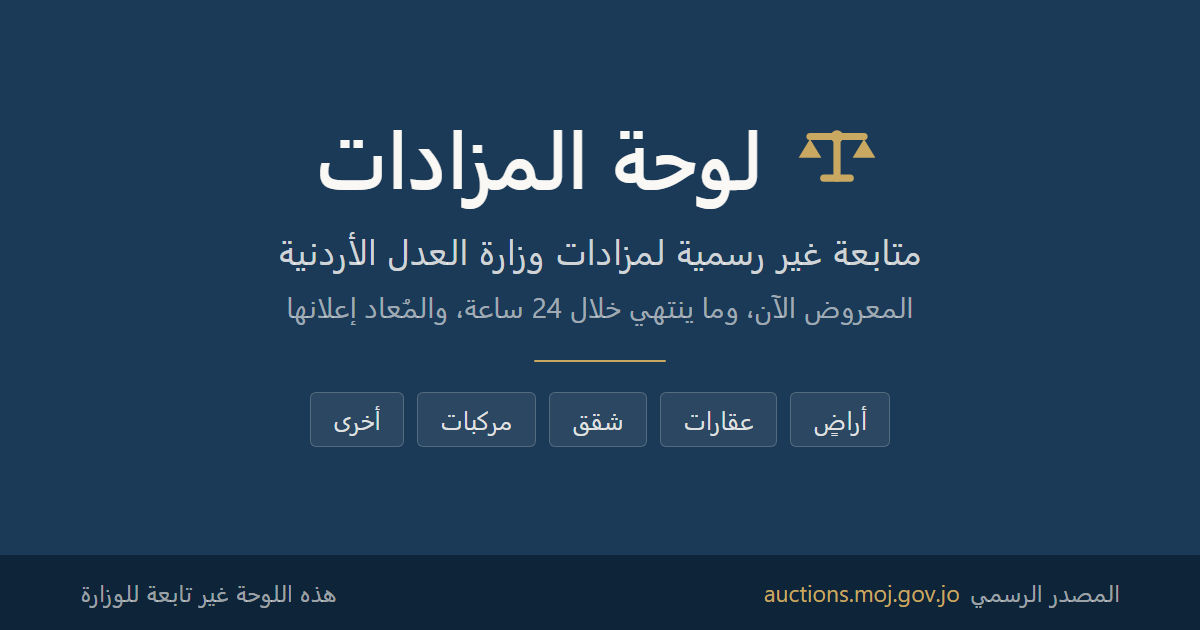 لوحة المزادات
متابعة غير رسمية لمزادات وزارة العدل الأردنية
المعروض الآن، وما ينتهي خلال 24 ساعة، والمُعاد إعلانها
أراضٍ عقارات شقق مركبات أخرى
المصدر الرسمي auctions.moj.gov.jo هذه اللوحة غير تابعة للوزارة